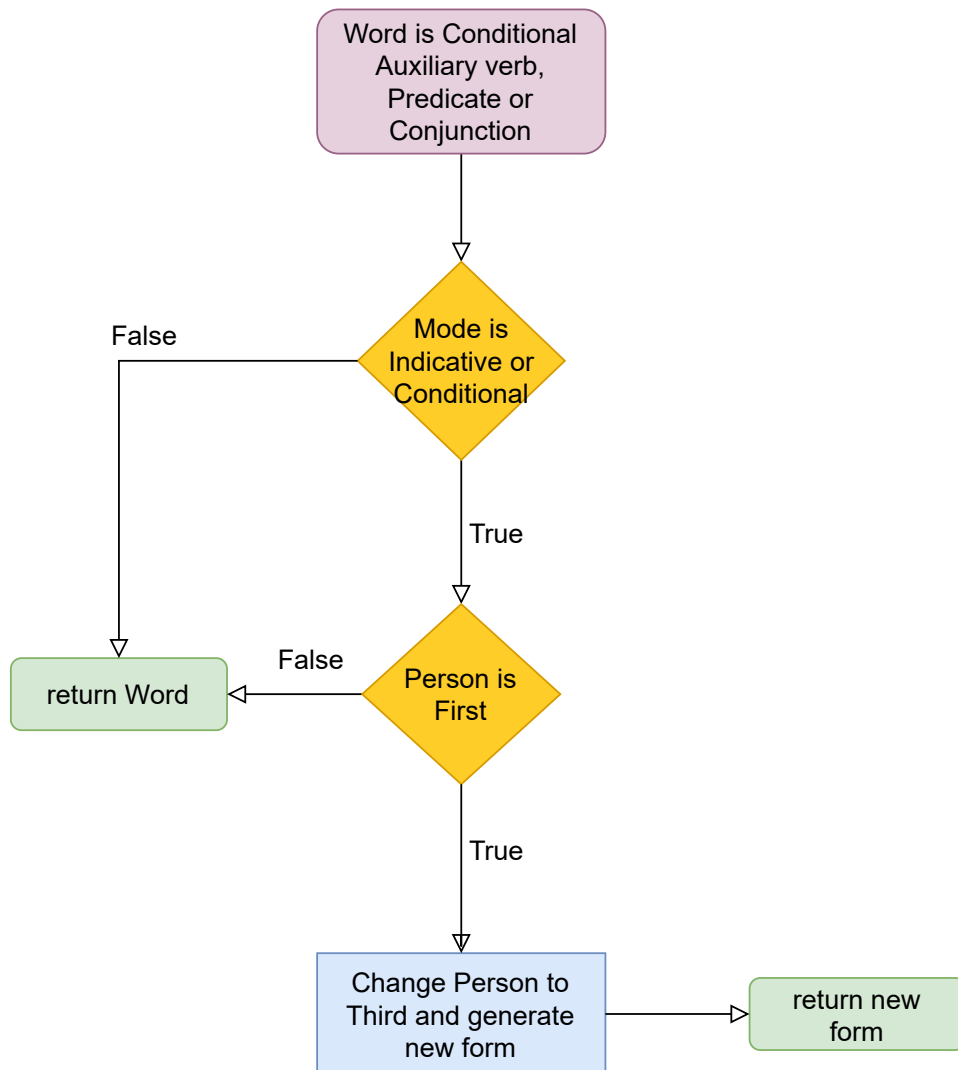 Word is Conditional
Auxiliary verb,
Predicate or
Conjunction
Mode is
Indicative or
Conditional
False
True
Person is
First
False
return Word
True
Change Person to
Third and generate
new form
return new
form